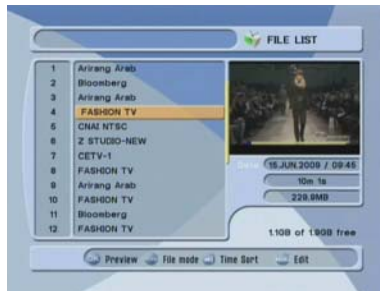 FILE LIST
1 Arirang Arab
2 Bloomberg
3 Arirang Arab
4 FASHION TV
5 CNAI NTSC
6 Z STUDIO-NEW
7 CETV-1
8 FASHION TV
9 Arirang Arab
10 FASHION TV
11 Bloomberg
12 FASHION TV
Date 15.JUN.2009 / 09:45
10m 1s
229.9MB
1.1GB of 1.9GB free
Preview File mode Time Sort Edit